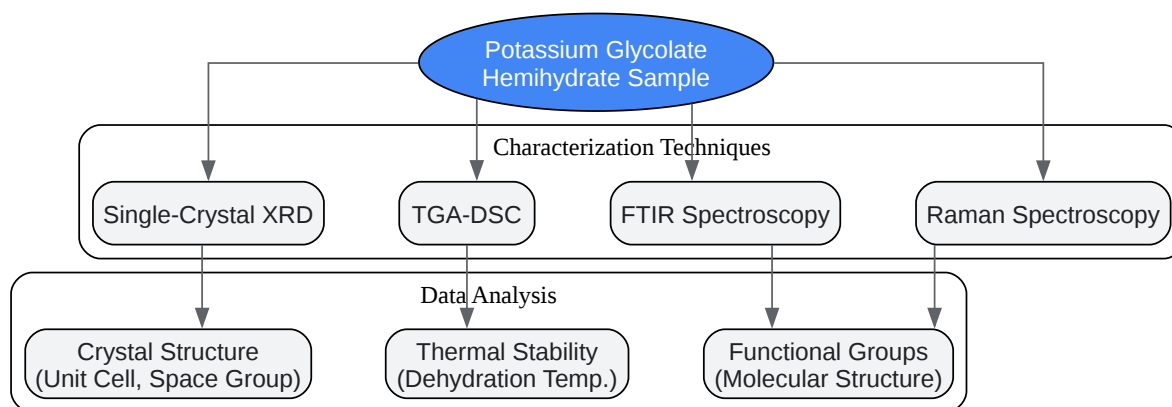 Potassium Glycolate
Hemihydrate Sample
Characterization Techniques
Single-Crystal XRD
TGA-DSC
FTIR Spectroscopy
Raman Spectroscopy
Data Analysis
Crystal Structure
(Unit Cell, Space Group)
Thermal Stability
(Dehydration Temp.)
Functional Groups
(Molecular Structure)